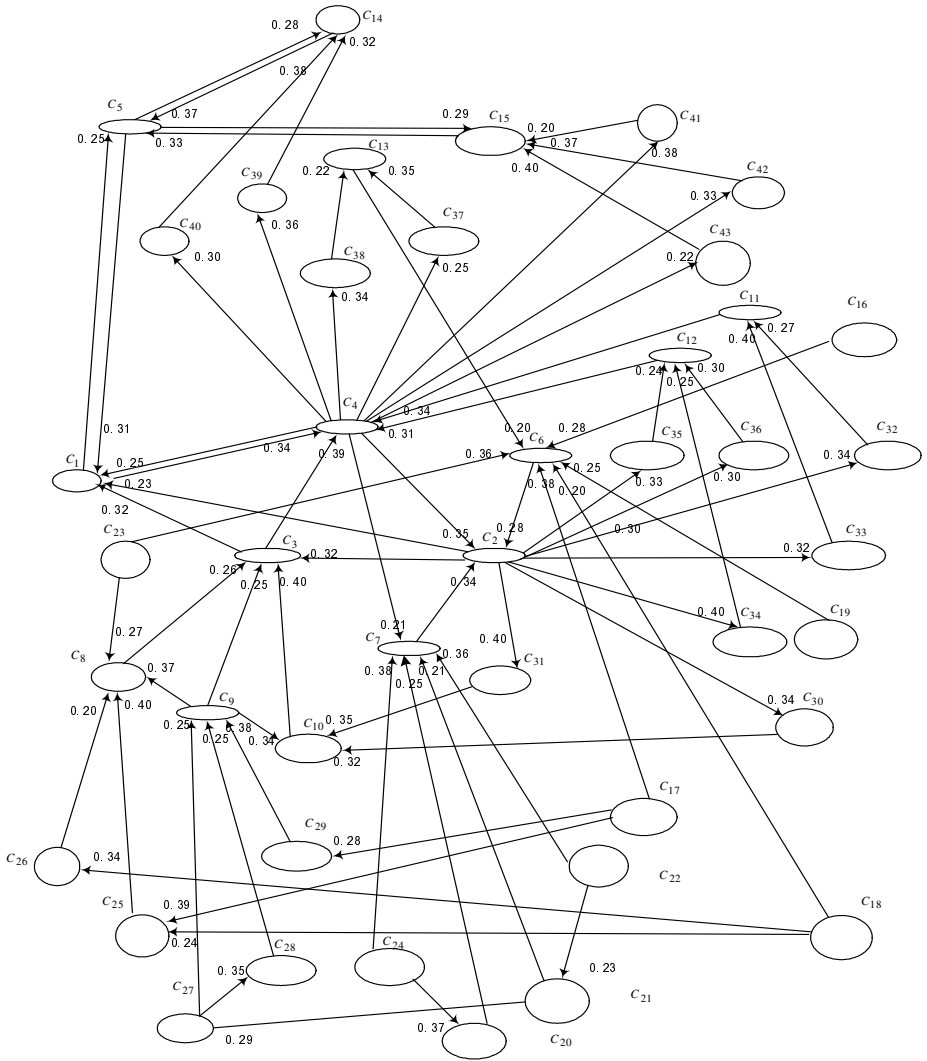 C14
0.28
0.32
0.38
C5
0.37
C15
0.29
0.20
C41
0.25
0.33
0.37
0.38
C13
0.22
0.35
0.40
C39
C42
0.33
0.36
C40
C37
C43
0.30
C38
0.25
0.22
0.34
C11
C16
0.40
0.27
C12
0.24
0.30
0.25
C4
0.34
0.31
0.31
0.20
0.28
C6
C35
C36
C32
C1
0.25
0.34
0.39
0.36
0.25
0.34
0.23
0.38
0.20
0.33
0.30
0.32
C23
0.35
0.28
0.30
C2
C3
0.32
0.32
C33
0.26
0.25
0.40
0.34
C19
0.40
C34
0.27
0.21
C7
0.40
C8
0.37
0.38
0.21
0.36
C31
0.25
0.20
0.40
C9
0.34
C30
0.25
0.25
0.38
0.34
C10
0.35
0.32
C17
C29
0.28
C26
0.34
C22
C25
0.39
C18
0.24
C28
C24
0.35
0.23
C27
C21
0.29
0.37
C20